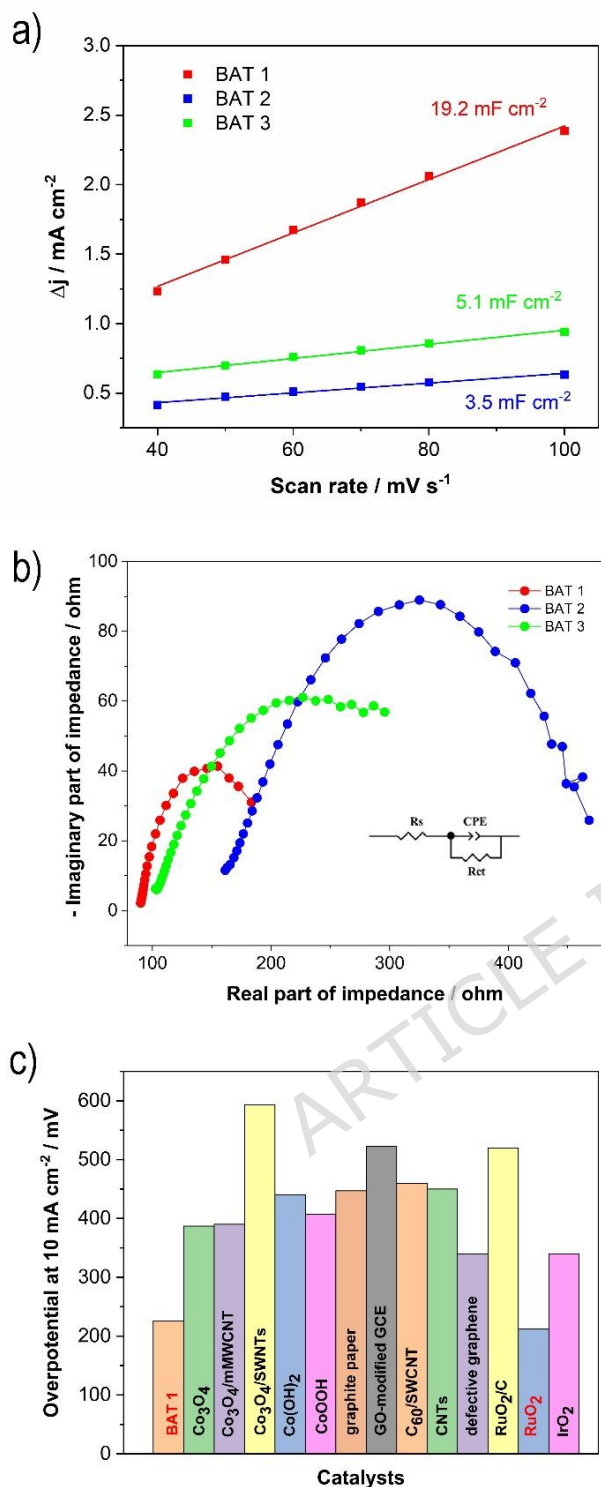 a)
3.0
2.5
2.0
1.5
1.0
0.5
Δj / mA cm⁻²
BAT 1
BAT 2
BAT 3
19.2 mF cm⁻²
5.1 mF cm⁻²
3.5 mF cm⁻²
40
60
80
100
Scan rate / mV s⁻¹
b)
100
80
60
40
20
0
- Imaginary part of impedance / ohm
BAT 1
BAT 2
BAT 3
Rs
CPE
Rct
100
200
300
400
Real part of impedance / ohm
ARTICLE I
c)
600
500
400
300
200
100
0
Overpotential at 10 mA cm⁻² / mV
BAT 1
Co₃O₄
Co₃O₄/mMWCNT
Co₃O₄/SWNTs
Co(OH)₂
CoOOH
graphite paper
GO-modified GCE
C₆₀/SWCNT
CNTs
defective graphene
RuO₂/C
RuO₂
IrO₂
Catalysts